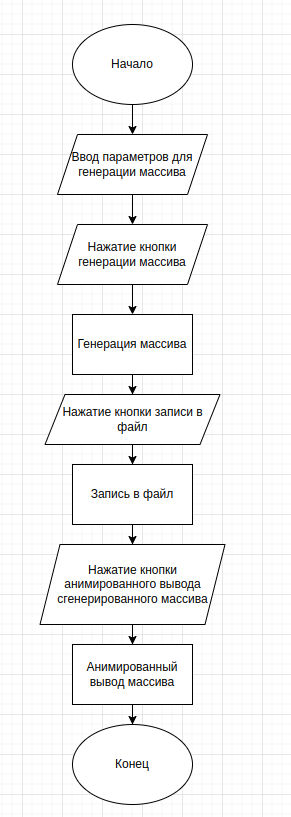 Начало
Ввод параметров для
генерации массива
Нажатие кнопки
генерации массива
Генерация массива
Нажатие кнопки записи в
файл
Запись в файл
Нажатие кнопки
анимированного вывода
сгенерированного массива
Анимированный
вывод массива
Конец